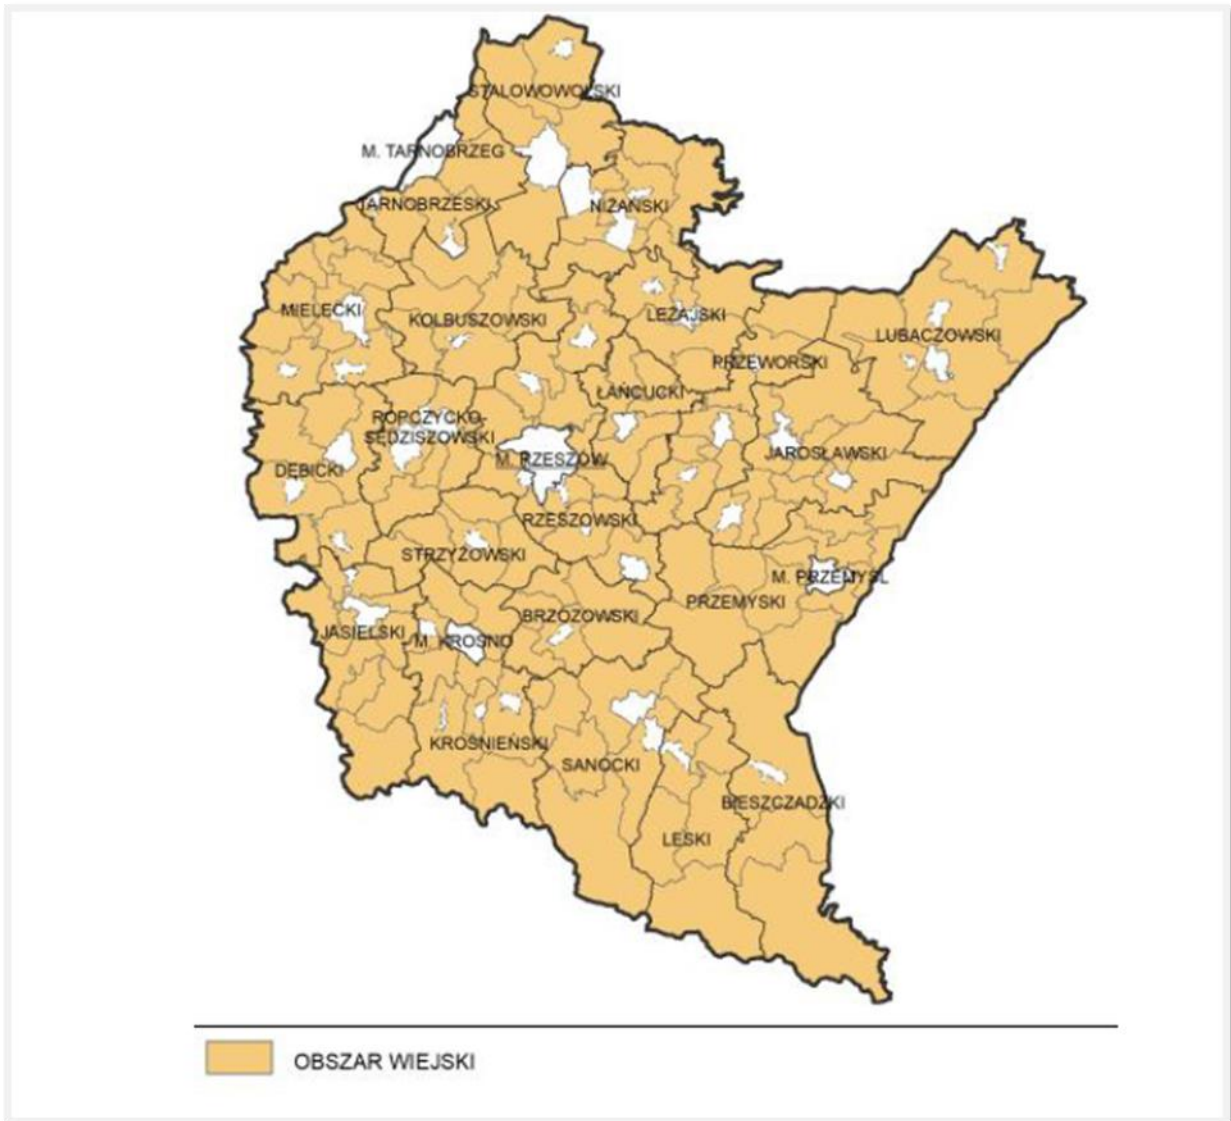 STALOWOWOLSKI
M. TARNOBRZEG
TARNOBRZESKI
NIŻAŃSKI
MIELECKI
KOLBUSZOWSKI
LEŻAJSKI
LUBACZOWSKI
PRZEWORSKI
ŁAŃCUCKI
ROPCZYCKO-
SĘDZISZOWSKI
DĘBICKI
M. RZESZÓW
JAROSŁAWSKI
RZESZOWSKI
STRZYŻOWSKI
M. PRZEMYŚL
PRZEMYSKI
BRZOZOWSKI
JASIELSKI
M. KROSNO
KROŚNIEŃSKI
SANOCKI
BIESZCZADZKI
LESKI
OBSZAR WIEJSKI